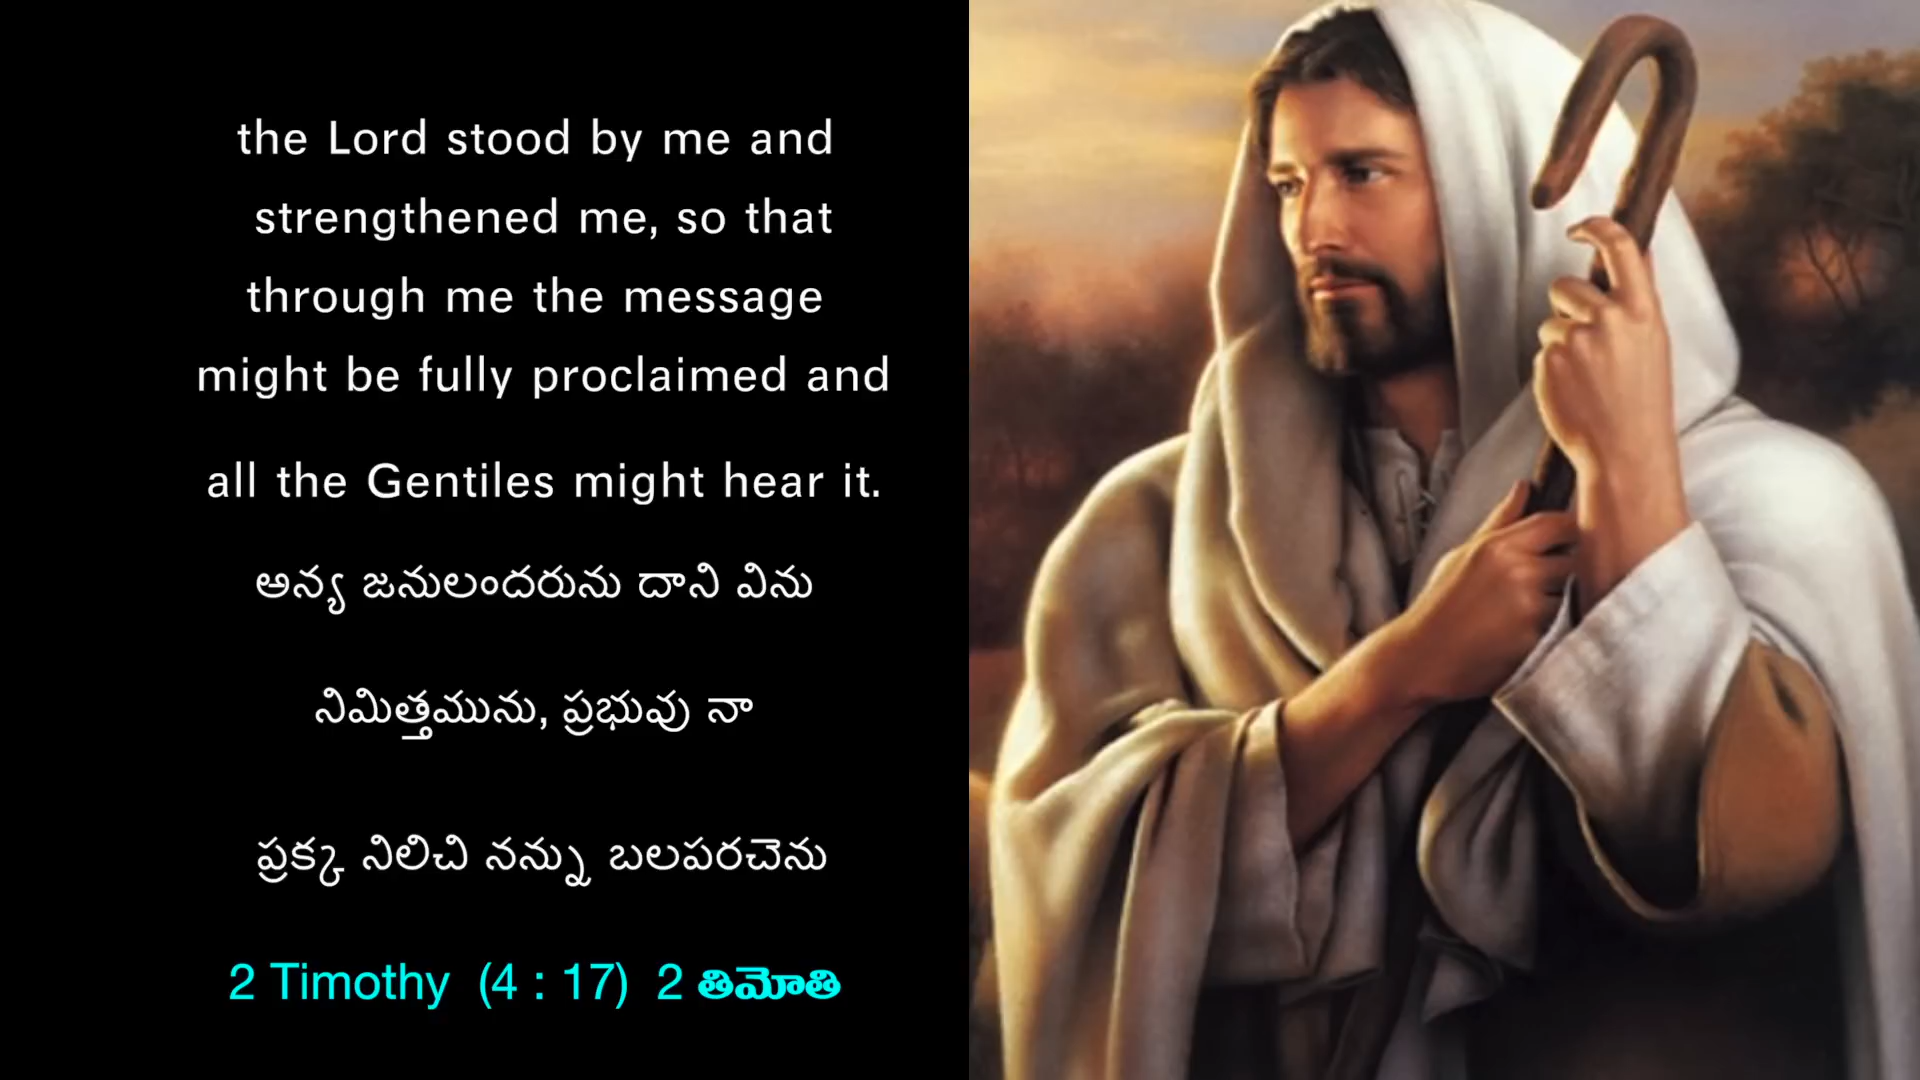 the Lord stood by me and
strengthened me, so that
through me the message
might be fully proclaimed and
all the Gentiles might hear it.
అన్య జనులందరును దాని విను
నిమిత్తమును, ప్రభువు నా
ప్రక్క నిలిచి నన్ను బలపరచెను
2 Timothy (4 : 17) 2 తిమోతి